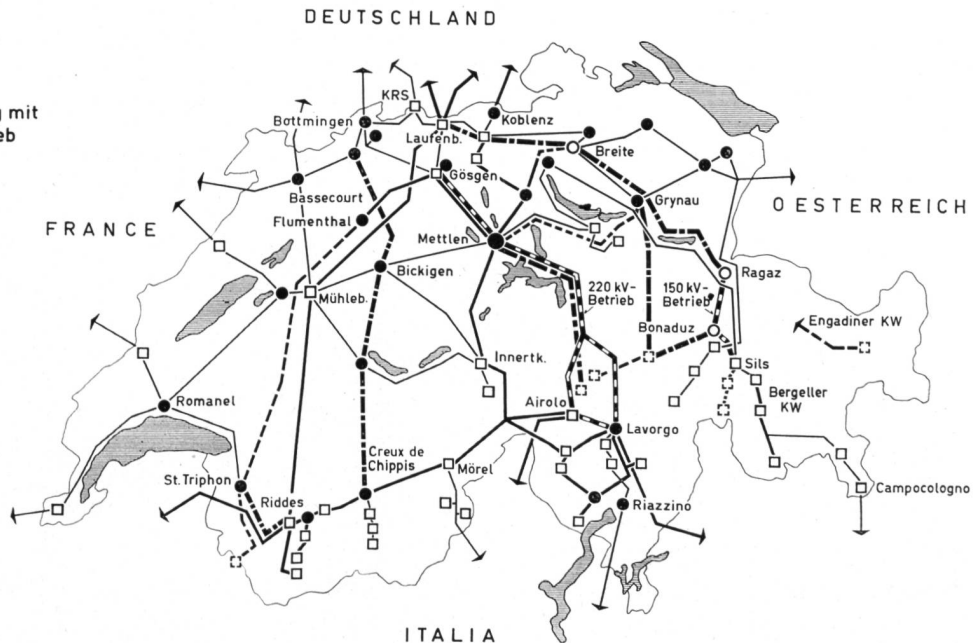 DEUTSCHLAND
mit
KRS
Koblenz
Bottmingen
Laufenb.
Breite
Gösgen
Bassecourt
Grynau
OESTERREICH
Flumenthal
FRANCE
Mettlen
Bickigen
Ragaz
220 kV-
Betrieb
150 kV-
Betrieb
Mühleb.
Bonaduz
Engadiner KW
Innertk.
Sils
Bergeller
KW
Romanel
Airolo
Lavorgo
Creux de
Chippis
Mörel
St. Triphon
Riddes
Campocologno
Riazzino
ITALIA